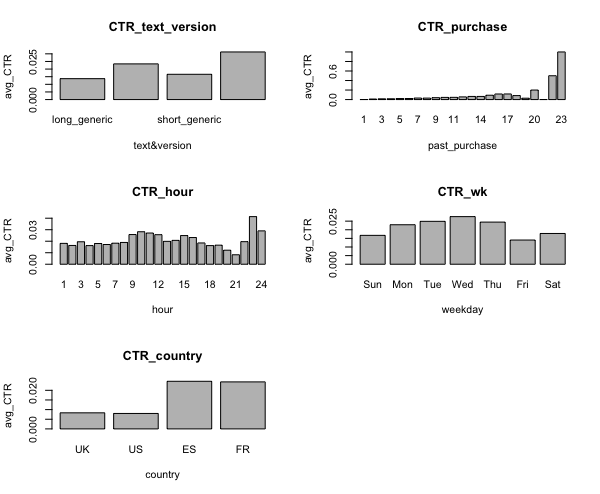 CTR_text_version
avg_CTR
0.025
0.000
long_generic short_generic
text&version
CTR_purchase
avg_CTR
0.6
0.0
1 3 5 7 9 11 14 17 20 23
past_purchase
CTR_hour
avg_CTR
0.03
0.00
1 3 5 7 9 12 15 18 21 24
hour
CTR_wk
avg_CTR
0.025
0.000
Sun Mon Tue Wed Thu Fri Sat
weekday
CTR_country
avg_CTR
0.020
0.000
UK US ES FR
country